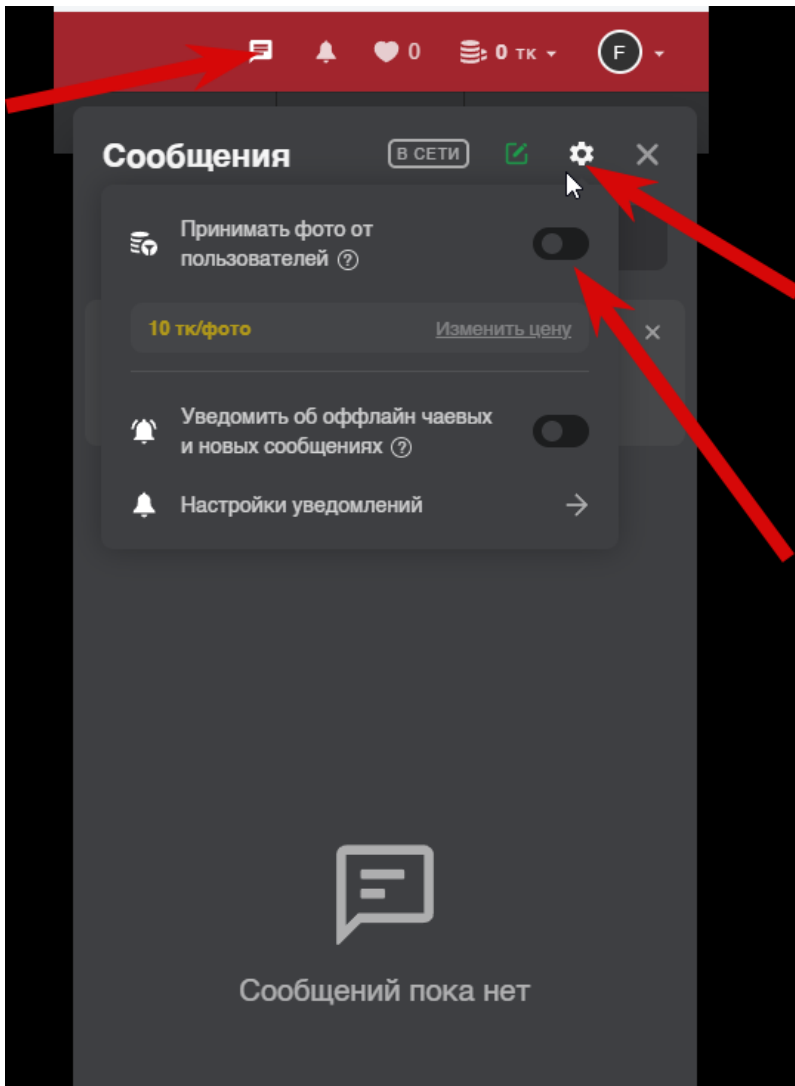 0
0 тк
F
Сообщения
В СЕТИ
Принимать фото от
пользователей ?
10 тк/фото
Изменить цену
Уведомить об оффлайн чаевых
и новых сообщениях ?
Настройки уведомлений
Сообщений пока нет